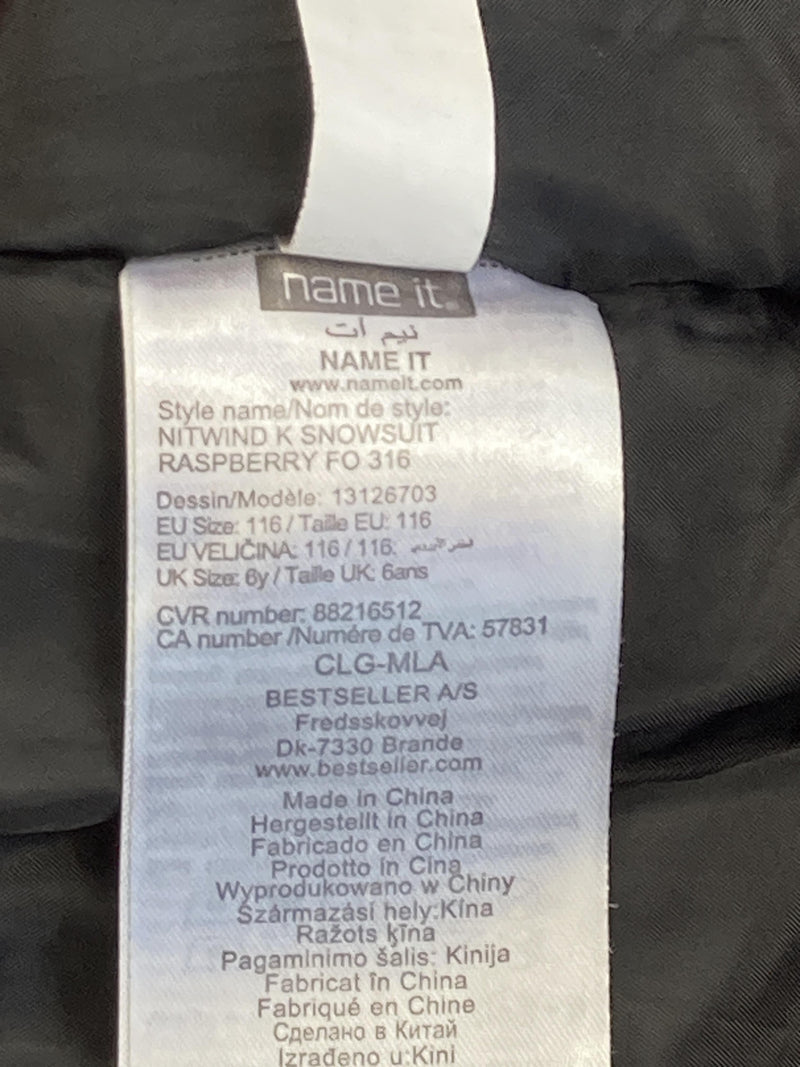 name it.
نيم ات
NAME IT
www.nameit.com
Style name/Nom de style:
NITWIND K SNOWSUIT
RASPBERRY FO 316
Dessin/Modèle: 13126703
EU Size: 116 / Taille EU: 116
EU VELIČINA: 116 / 116:
UK Size: 6y / Taille UK: 6ans
CVR number: 88216512
CA number /Numére de TVA: 57831
CLG-MLA
BESTSELLER A/S
Fredsskovvej
Dk-7330 Brande
www.bestseller.com
Made in China
Hergestellt in China
Fabricado en China
Prodotto in Cina
Wyprodukowano w Chiny
Származási hely:Kína
Ražots ķīna
Pagaminimo šalis: Kinija
Fabricat în China
Fabriqué en Chine
Сделано в Китай
Izrađeno u:Kini